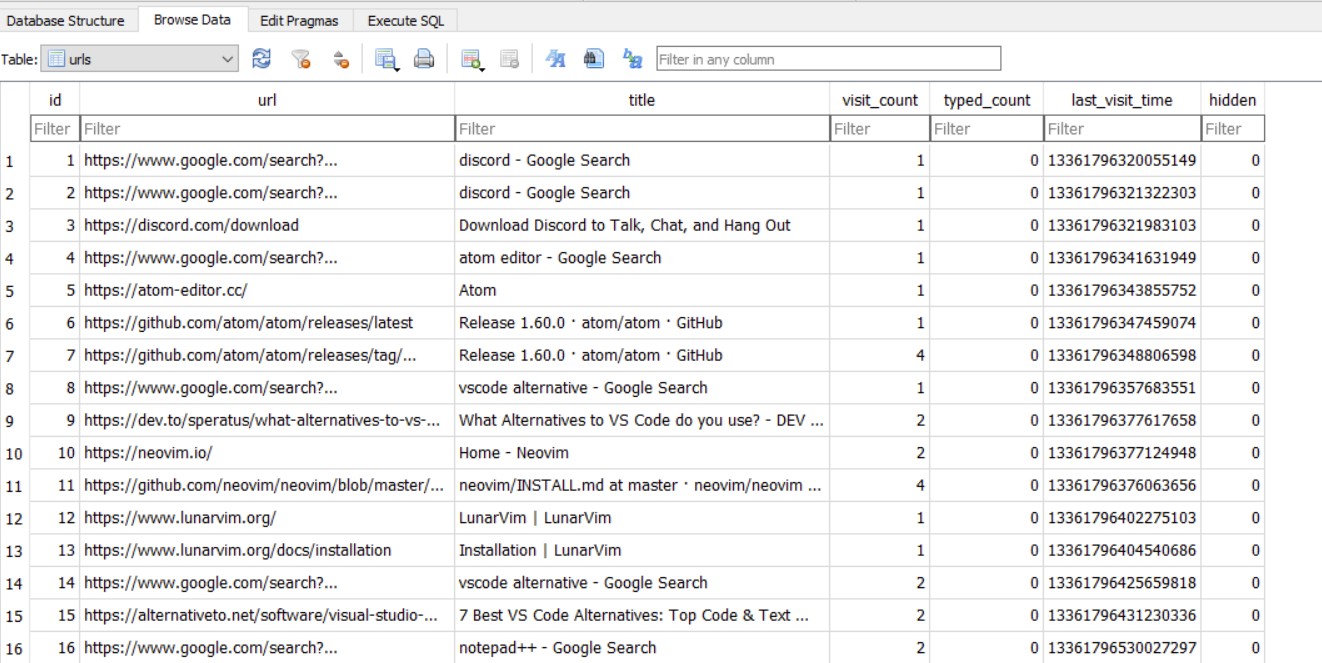 Database Structure Browse Data Edit Pragmas Execute SQL
Table: urls Filter in any column
id url title visit_count typed_count last_visit_time hidden
Filter Filter Filter Filter Filter Filter Filter
1 1 https://www.google.com/search?... discord - Google Search 1 0 13361796320055149 0
2 2 https://www.google.com/search?... discord - Google Search 1 0 13361796321322303 0
3 3 https://discord.com/download Download Discord to Talk, Chat, and Hang Out 1 0 13361796321983103 0
4 4 https://www.google.com/search?... atom editor - Google Search 1 0 13361796341631949 0
5 5 https://atom-editor.cc/ Atom 1 0 13361796343855752 0
6 6 https://github.com/atom/atom/releases/latest Release 1.60.0 · atom/atom · GitHub 1 0 13361796347459074 0
7 7 https://github.com/atom/atom/releases/tag/... Release 1.60.0 · atom/atom · GitHub 4 0 13361796348806598 0
8 8 https://www.google.com/search?... vscode alternative - Google Search 1 0 13361796357683551 0
9 9 https://dev.to/speratus/what-alternatives-to-vs-... What Alternatives to VS Code do you use? - DEV ... 2 0 13361796377617658 0
10 10 https://neovim.io/ Home - Neovim 2 0 13361796377124948 0
11 11 https://github.com/neovim/neovim/blob/master/... neovim/INSTALL.md at master · neovim/neovim ... 4 0 13361796376063656 0
12 12 https://www.lunarvim.org/ LunarVim | LunarVim 1 0 13361796402275103 0
13 13 https://www.lunarvim.org/docs/installation Installation | LunarVim 1 0 13361796404540686 0
14 14 https://www.google.com/search?... vscode alternative - Google Search 2 0 13361796425659818 0
15 15 https://alternativeto.net/software/visual-studio-... 7 Best VS Code Alternatives: Top Code & Text ... 2 0 13361796431230336 0
16 16 https://www.google.com/search?... notepad++ - Google Search 2 0 13361796530027297 0